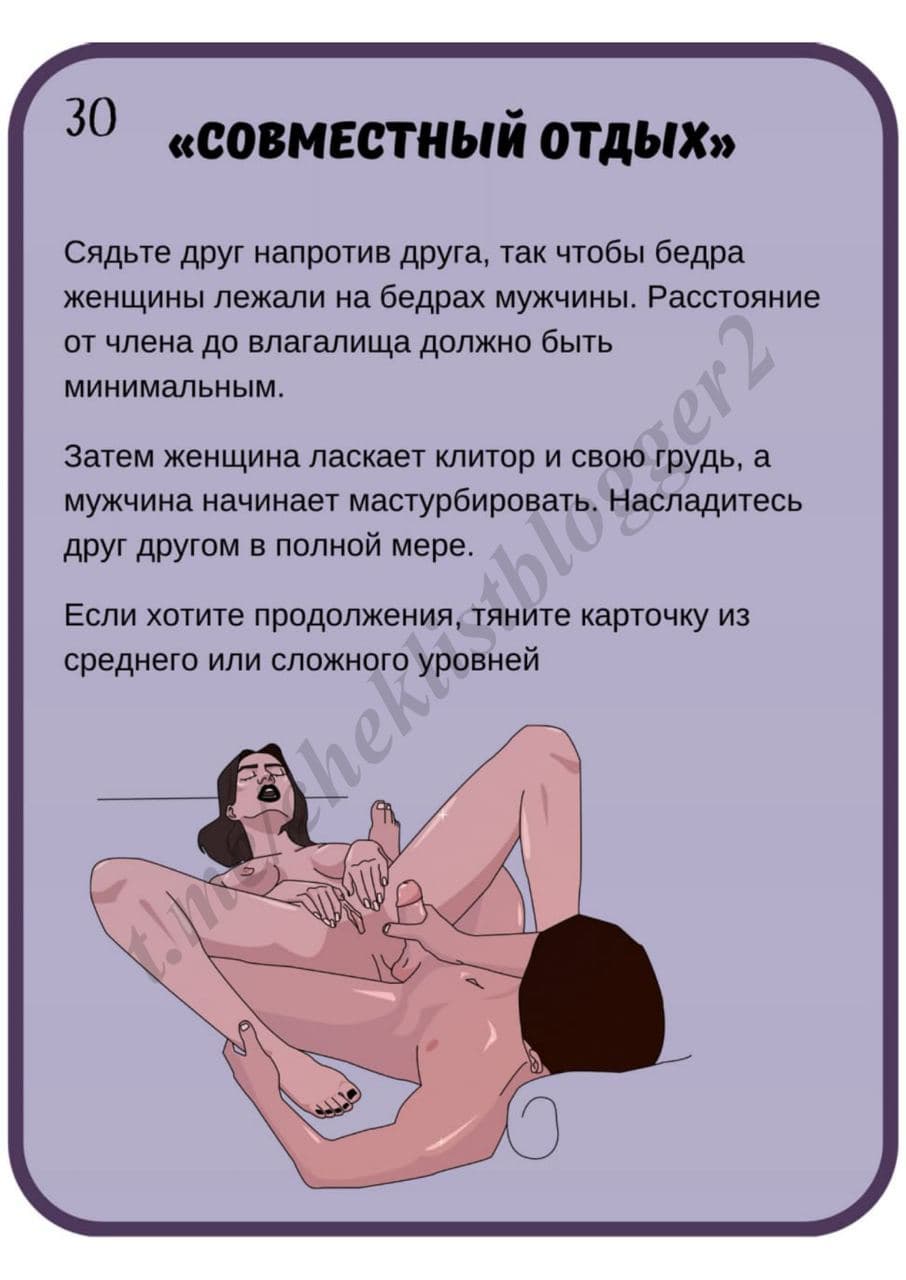 30
«СОВМЕСТНЫЙ ОТДЫХ»
Сядьте друг напротив друга, так чтобы бедра
женщины лежали на бедрах мужчины. Расстояние
от члена до влагалища должно быть
минимальным.
Затем женщина ласкает клитор и свою грудь, а
мужчина начинает мастурбировать. Насладитесь
друг другом в полной мере.
Если хотите продолжения, тяните карточку из
среднего или сложного уровней
t.me/cheklistblogger2